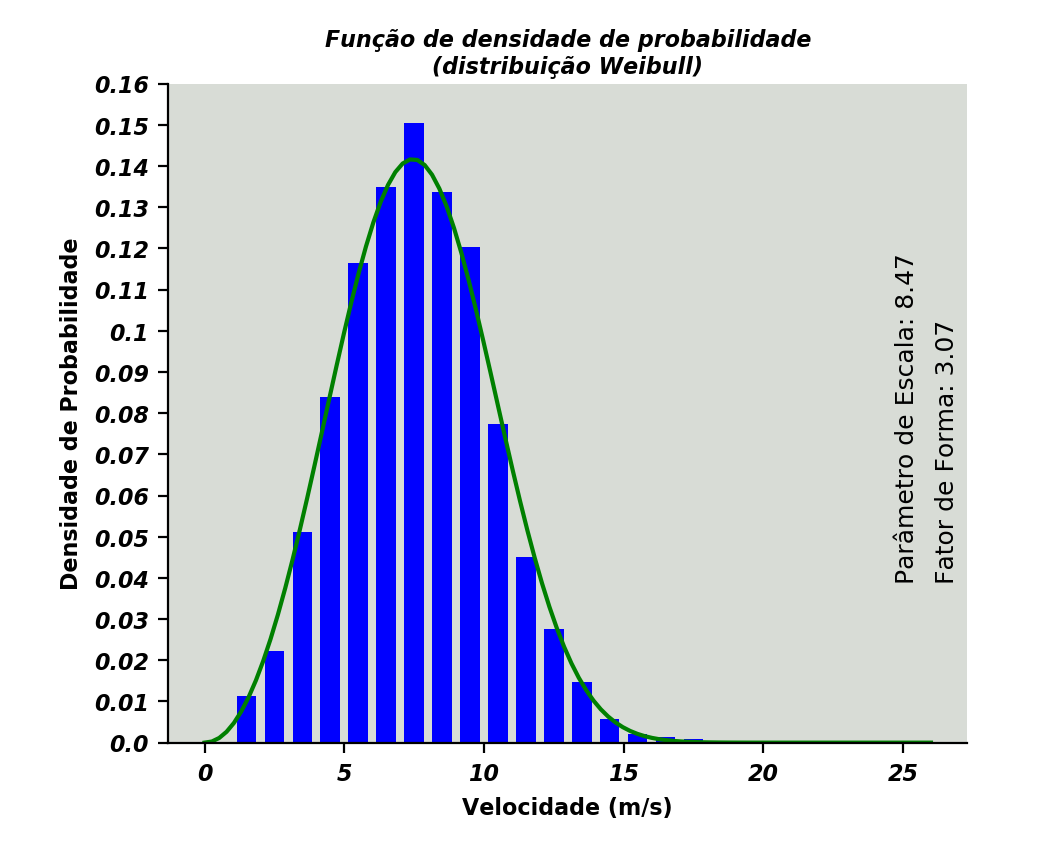 Função de densidade de probabilidade
(distribuição Weibull)
0.16
0.15
0.14
0.13
0.12
0.11
0.1
0.09
0.08
0.07
0.06
0.05
0.04
0.03
0.02
0.01
0.0
Densidade de Probabilidade
Parâmetro de Escala: 8.47
Fator de Forma: 3.07
0 5 10 15 20 25
Velocidade (m/s)